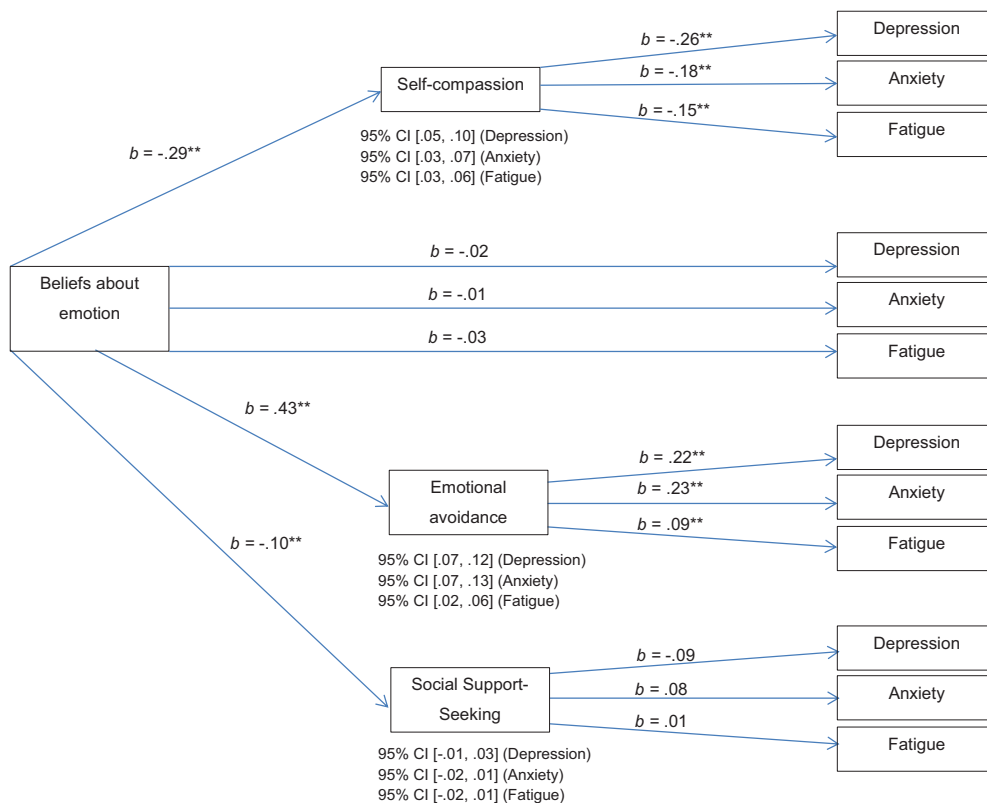 Depression
b = -.26**
Self-compassion
b = -.18**
Anxiety
b = -.15**
Fatigue
95% CI [.05, .10] (Depression)
95% CI [.03, .07] (Anxiety)
95% CI [.03, .06] (Fatigue)
b = -.29**
Beliefs about
emotion
b = -.02
Depression
b = -.01
Anxiety
b = -.03
Fatigue
b = .43**
Emotional
avoidance
b = .22**
Depression
b = .23**
Anxiety
b = .09**
Fatigue
95% CI [.07, .12] (Depression)
95% CI [.07, .13] (Anxiety)
95% CI [.02, .06] (Fatigue)
b = -.10**
Social Support-
Seeking
b = -.09
Depression
b = .08
Anxiety
b = .01
Fatigue
95% CI [-.01, .03] (Depression)
95% CI [-.02, .01] (Anxiety)
95% CI [-.02, .01] (Fatigue)